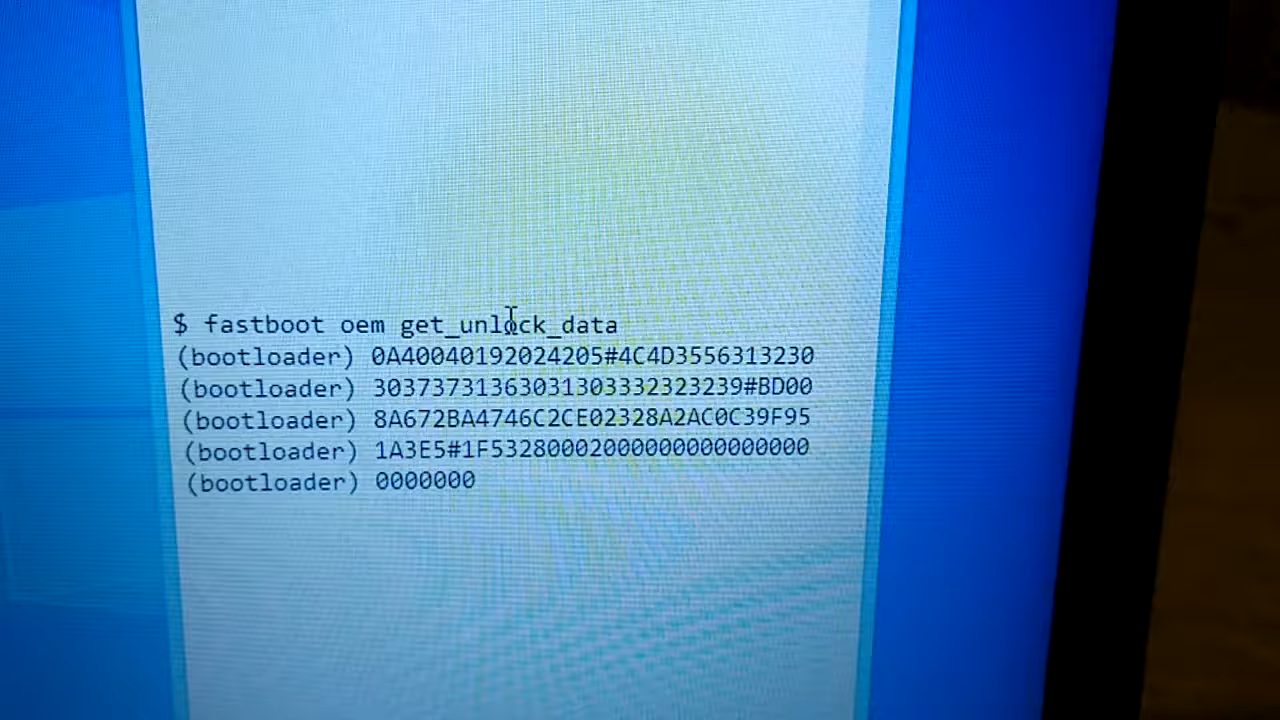 $ fastboot oem get_unlock_data
(bootloader) 0A40040192024205#4C4D3556313230
(bootloader) 30373731363031303332323239#BD00
(bootloader) 8A672BA4746C2CE02328A2AC0C39F95
(bootloader) 1A3E5#1F53280002000000000000000
(bootloader) 0000000